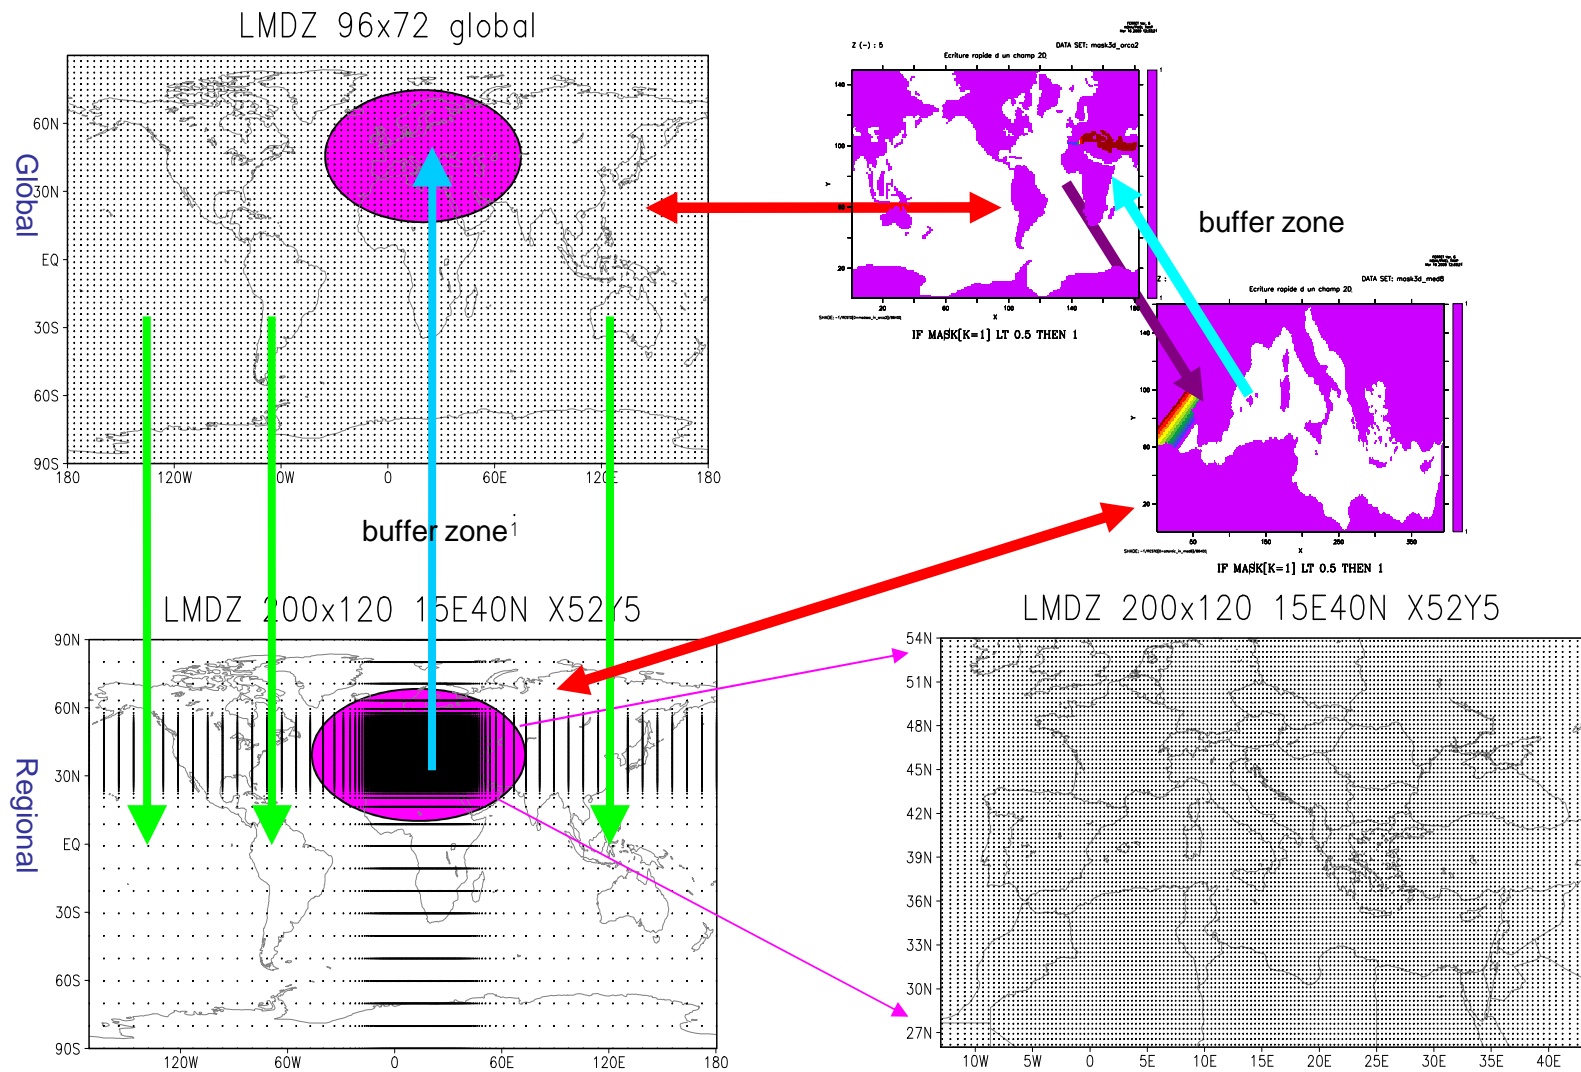 LMDZ 96x72 global
Global
60N
30N
EQ
30S
60S
90S
180
120W
0W
0
60E
120E
180
buffer zone
Z (-) : 5
DATA SET: mask3d_orca2
Ecriture rapide d un champ 2D
140
100
60
20
Y
20
60
100
140
180
X
1
IF MASK[K=1] LT 0.5 THEN 1
buffer zone
Z :
DATA SET: mask3d_med8
Ecriture rapide d un champ 2D
140
100
60
20
Y
50
150
250
350
X
1
IF MASK[K=1] LT 0.5 THEN 1
LMDZ 200x120 15E40N X52Y5
Regional
90N
60N
30N
EQ
30S
60S
90S
120W
60W
0
60E
120E
180
LMDZ 200x120 15E40N X52Y5
54N
51N
48N
45N
42N
39N
36N
33N
30N
27N
10W
5W
0
5E
10E
15E
20E
25E
30E
35E
40E